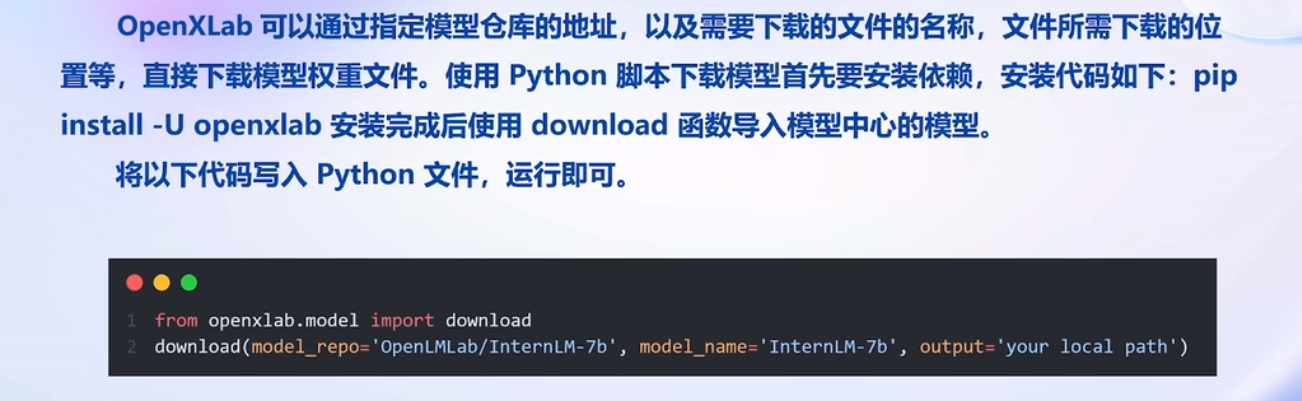 OpenXLab 可以通过指定模型仓库的地址，以及需要下载的文件的名称，文件所需下载的位
置等，直接下载模型权重文件。使用 Python 脚本下载模型首先要安装依赖，安装代码如下：pip
install -U openxlab 安装完成后使用 download 函数导入模型中心的模型。
将以下代码写入 Python 文件，运行即可。
1 from openxlab.model import download
2 download(model_repo='OpenLMLab/InternLM-7b', model_name='InternLM-7b', output='your local path')